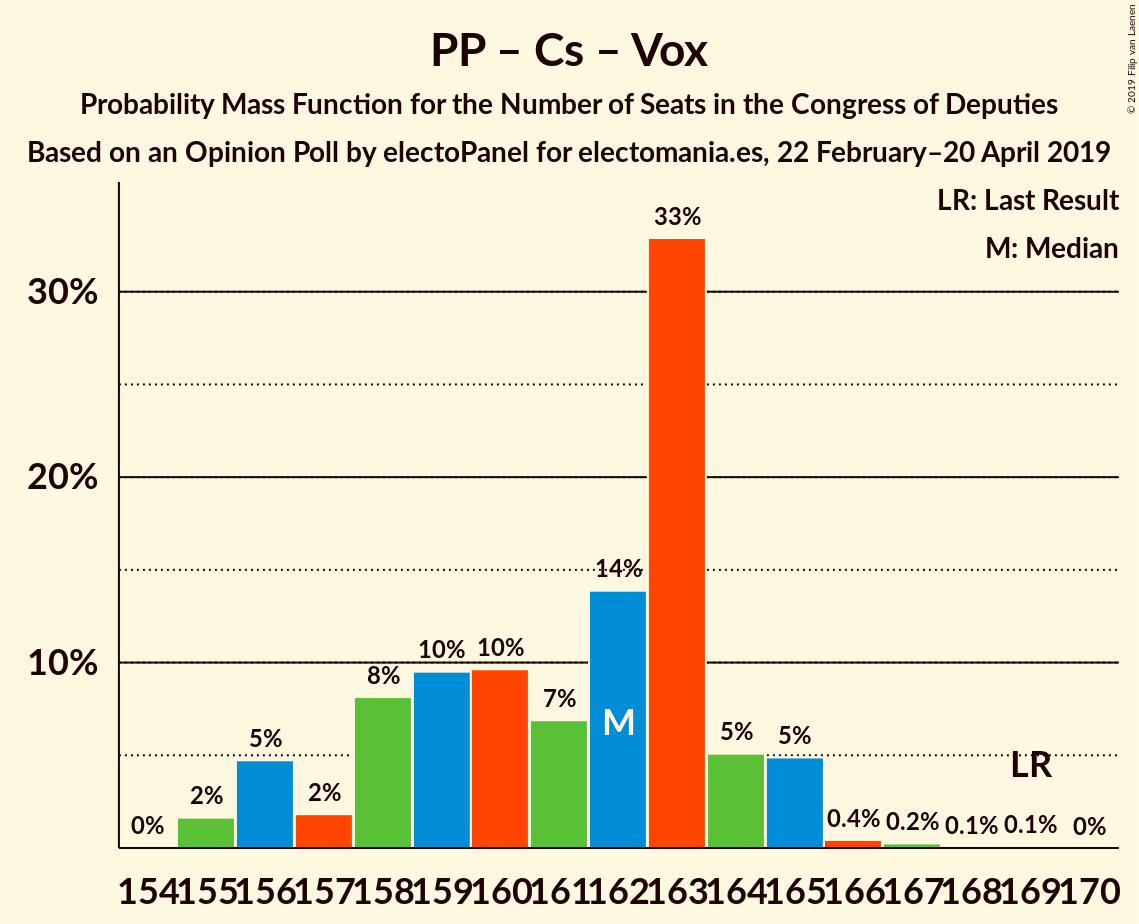 PP – Cs – Vox
Probability Mass Function for the Number of Seats in the Congress of Deputies
Based on an Opinion Poll by electoPanel for electomania.es, 22 February–20 April 2019
© 2019 Filip van Laenen
LR: Last Result
M: Median
33%
30%
20%
14%
10%
10% 10%
8%
7%
M
5%
5% 5%
LR
2%
2%
0%
0.4% 0.2% 0.1% 0.1% 0%
154 155 156 157 158 159 160 161 162 163 164 165 166 167 168 169 170